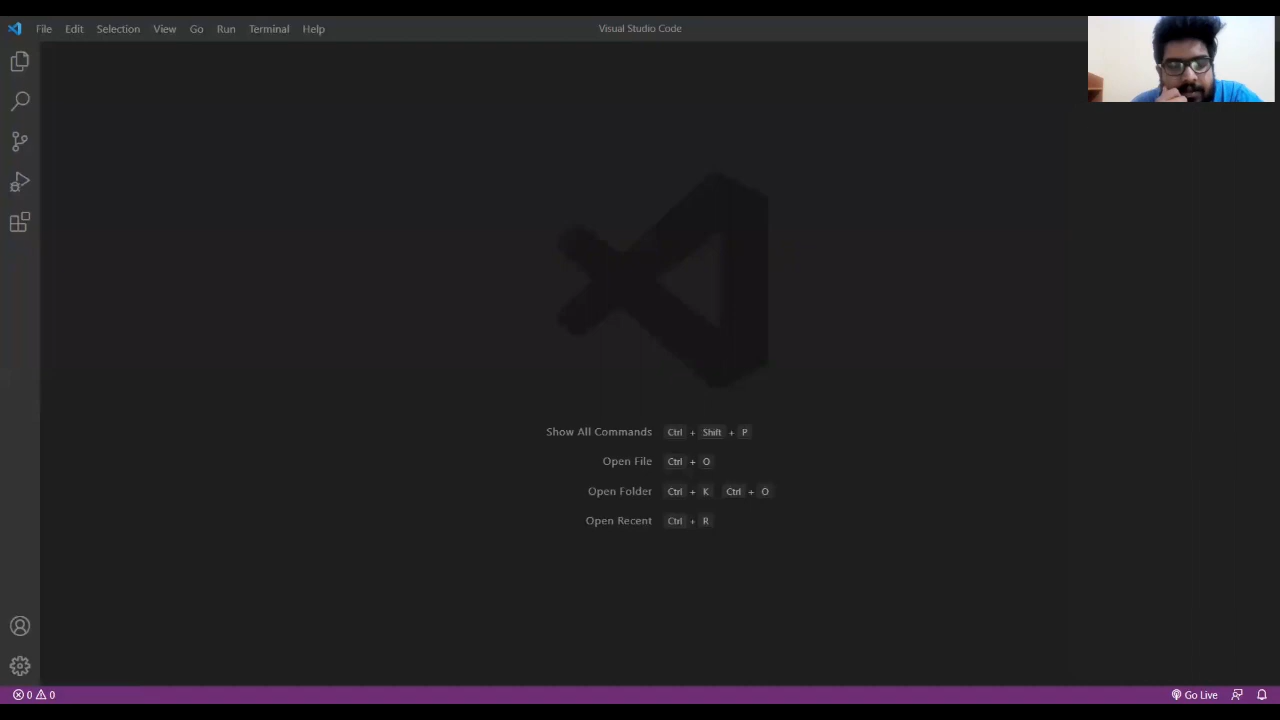 File Edit Selection View Go Run Terminal Help
Visual Studio Code
Show All Commands Ctrl + Shift + P
Open File Ctrl + O
Open Folder Ctrl + K Ctrl + O
Open Recent Ctrl + R
0 0
Go Live